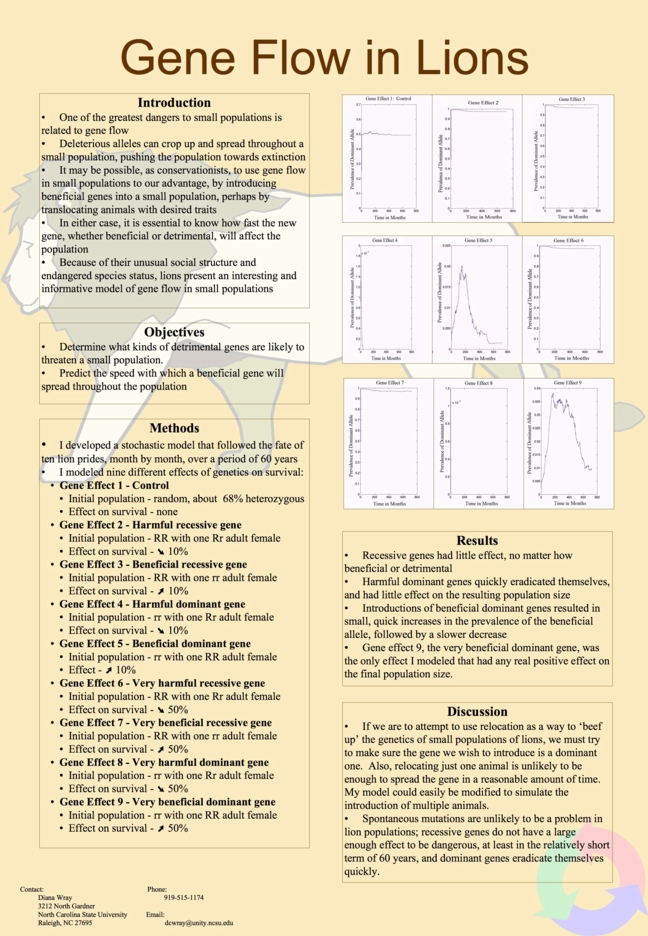 Gene Flow in Lions
Introduction
• One of the greatest dangers to small populations is
related to gene flow
• Deleterious alleles can crop up and spread throughout a
small population, pushing the population towards extinction
• It may be possible, as conservationists, to use gene flow
in small populations to our advantage, by introducing
beneficial genes into a small population, perhaps by
translocating animals with desired traits
• In either case, it is essential to know how fast the new
gene, whether beneficial or detrimental, will affect the
population
• Because of their unusual social structure and
endangered species status, lions present an interesting and
informative model of gene flow in small populations
Objectives
• Determine what kinds of detrimental genes are likely to
threaten a small population.
• Predict the speed with which a beneficial gene will
spread throughout the population
Methods
• I developed a stochastic model that followed the fate of
ten lion prides, month by month, over a period of 60 years
• I modeled nine different effects of genetics on survival:
• Gene Effect 1 - Control
• Initial population - random, about 68% heterozygous
• Effect on survival - none
• Gene Effect 2 - Harmful recessive gene
• Initial population - RR with one Rr adult female
• Effect on survival - ➘ 10%
• Gene Effect 3 - Beneficial recessive gene
• Initial population - RR with one rr adult female
• Effect on survival - ➚ 10%
• Gene Effect 4 - Harmful dominant gene
• Initial population - rr with one Rr adult female
• Effect on survival - ➘ 10%
• Gene Effect 5 - Beneficial dominant gene
• Initial population - rr with one RR adult female
• Effect - ➚ 10%
• Gene Effect 6 - Very harmful recessive gene
• Initial population - RR with one Rr adult female
• Effect on survival - ➘ 50%
• Gene Effect 7 - Very beneficial recessive gene
• Initial population - RR with one rr adult female
• Effect on survival - ➚ 50%
• Gene Effect 8 - Very harmful dominant gene
• Initial population - rr with one Rr adult female
• Effect on survival - ➘ 50%
• Gene Effect 9 - Very beneficial dominant gene
• Initial population - rr with one RR adult female
• Effect on survival - ➚ 50%
Contact:
Diana Wray
3212 North Gardner
North Carolina State University
Raleigh, NC 27695
Phone:
919-515-1174
Email:
dcwray@unity.ncsu.edu
Gene Effect 1: Control
Prevalence of Dominant Allele
Time in Months
Gene Effect 2
Prevalence of Dominant Allele
Time in Months
Gene Effect 3
Prevalence of Dominant Allele
Time in Months
Gene Effect 4
Prevalence of Dominant Allele
Time in Months
Gene Effect 5
Prevalence of Dominant Allele
Time in Months
Gene Effect 6
Prevalence of Dominant Allele
Time in Months
Gene Effect 7
Prevalence of Dominant Allele
Time in Months
Gene Effect 8
Prevalence of Dominant Allele
Time in Months
Gene Effect 9
Prevalence of Dominant Allele
Time in Months
Results
• Recessive genes had little effect, no matter how
beneficial or detrimental
• Harmful dominant genes quickly eradicated themselves,
and had little effect on the resulting population size
• Introductions of beneficial dominant genes resulted in
small, quick increases in the prevalence of the beneficial
allele, followed by a slower decrease
• Gene effect 9, the very beneficial dominant gene, was
the only effect I modeled that had any real positive effect on
the final population size.
Discussion
• If we are to attempt to use relocation as a way to ‘beef
up’ the genetics of small populations of lions, we must try
to make sure the gene we wish to introduce is a dominant
one. Also, relocating just one animal is unlikely to be
enough to spread the gene in a reasonable amount of time.
My model could easily be modified to simulate the
introduction of multiple animals.
• Spontaneous mutations are unlikely to be a problem in
lion populations; recessive genes do not have a large
enough effect to be dangerous, at least in the relatively short
term of 60 years, and dominant genes eradicate themselves
quickly.